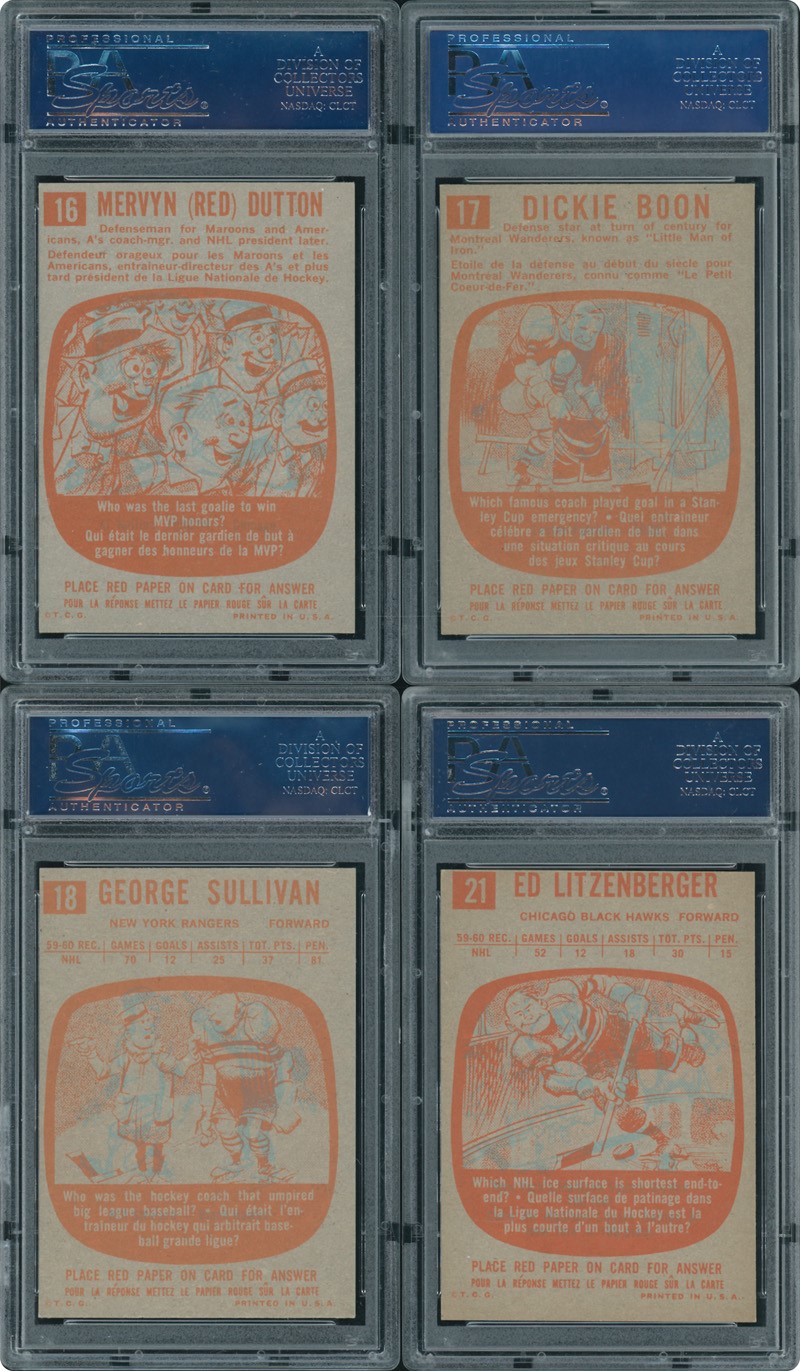 PROFESSIONAL
PSA
Sports®
AUTHENTICATOR
A
DIVISION OF
COLLECTORS
UNIVERSE
NASDAQ: CLCT
16 MERVYN (RED) DUTTON
Defenseman for Maroons and Amer-
icans, A's coach-mgr. and NHL president later.
Défendeur orageux pour les Maroons et les
Americans, entraineur-directeur des A's et plus
tard président de la Ligue Nationale de Hockey.
Who was the last goalie to win
MVP honors?
Qui était le dernier gardien de but à
gagner des honneurs de la MVP?
PLACE RED PAPER ON CARD FOR ANSWER
POUR LA RÉPONSE METTEZ LE PAPIER ROUGE SÛR LA CARTE
©T.C.G. PRINTED IN U.S.A.
PROFESSIONAL
PSA
Sports®
AUTHENTICATOR
A
DIVISION OF
COLLECTORS
UNIVERSE
NASDAQ: CLCT
17 DICKIE BOON
Defense star at turn of century for
Montreal Wanderers, known as "Little Man of
Iron."
Etoile de la défense au début du siècle pour
Montréal Wanderers, connu comme "Le Petit
Coeur-de-Fer."
Which famous coach played goal in a Stan-
ley Cup emergency? • Quel entraîneur
célèbre a fait gardien de but dans
une situation critique au cours
des jeux Stanley Cup?
PLACE RED PAPER ON CARD FOR ANSWER
POUR LA RÉPONSE METTEZ LE PAPIER ROUGE SÛR LA CARTE
©T.C.G. PRINTED IN U.S.A.
PROFESSIONAL
PSA
Sports®
AUTHENTICATOR
A
DIVISION OF
COLLECTORS
UNIVERSE
NASDAQ: CLCT
18 GEORGE SULLIVAN
NEW YORK RANGERS FORWARD
59-60 REC. GAMES GOALS ASSISTS TOT. PTS. PEN.
NHL 70 12 25 37 81
Who was the hockey coach that umpired
big league baseball? • Qui était l'en-
traîneur du hockey qui arbitrait base-
ball grande ligue?
PLACE RED PAPER ON CARD FOR ANSWER
POUR LA RÉPONSE METTEZ LE PAPIER ROUGE SÛR LA CARTE
©T.C.G. PRINTED IN U.S.A.
PROFESSIONAL
PSA
Sports®
AUTHENTICATOR
A
DIVISION OF
COLLECTORS
UNIVERSE
NASDAQ: CLCT
21 ED LITZENBERGER
CHICAGO BLACK HAWKS FORWARD
59-60 REC. GAMES GOALS ASSISTS TOT. PTS. PEN.
NHL 52 12 18 30 15
Which NHL ice surface is shortest end-to-
end? • Quelle surface de patinage dans
la Ligue Nationale du Hockey est la
plus courte d'un bout à l'autre?
PLACE RED PAPER ON CARD FOR ANSWER
POUR LA RÉPONSE METTEZ LE PAPIER ROUGE SÛR LA CARTE
©T.C.G. PRINTED IN U.S.A.